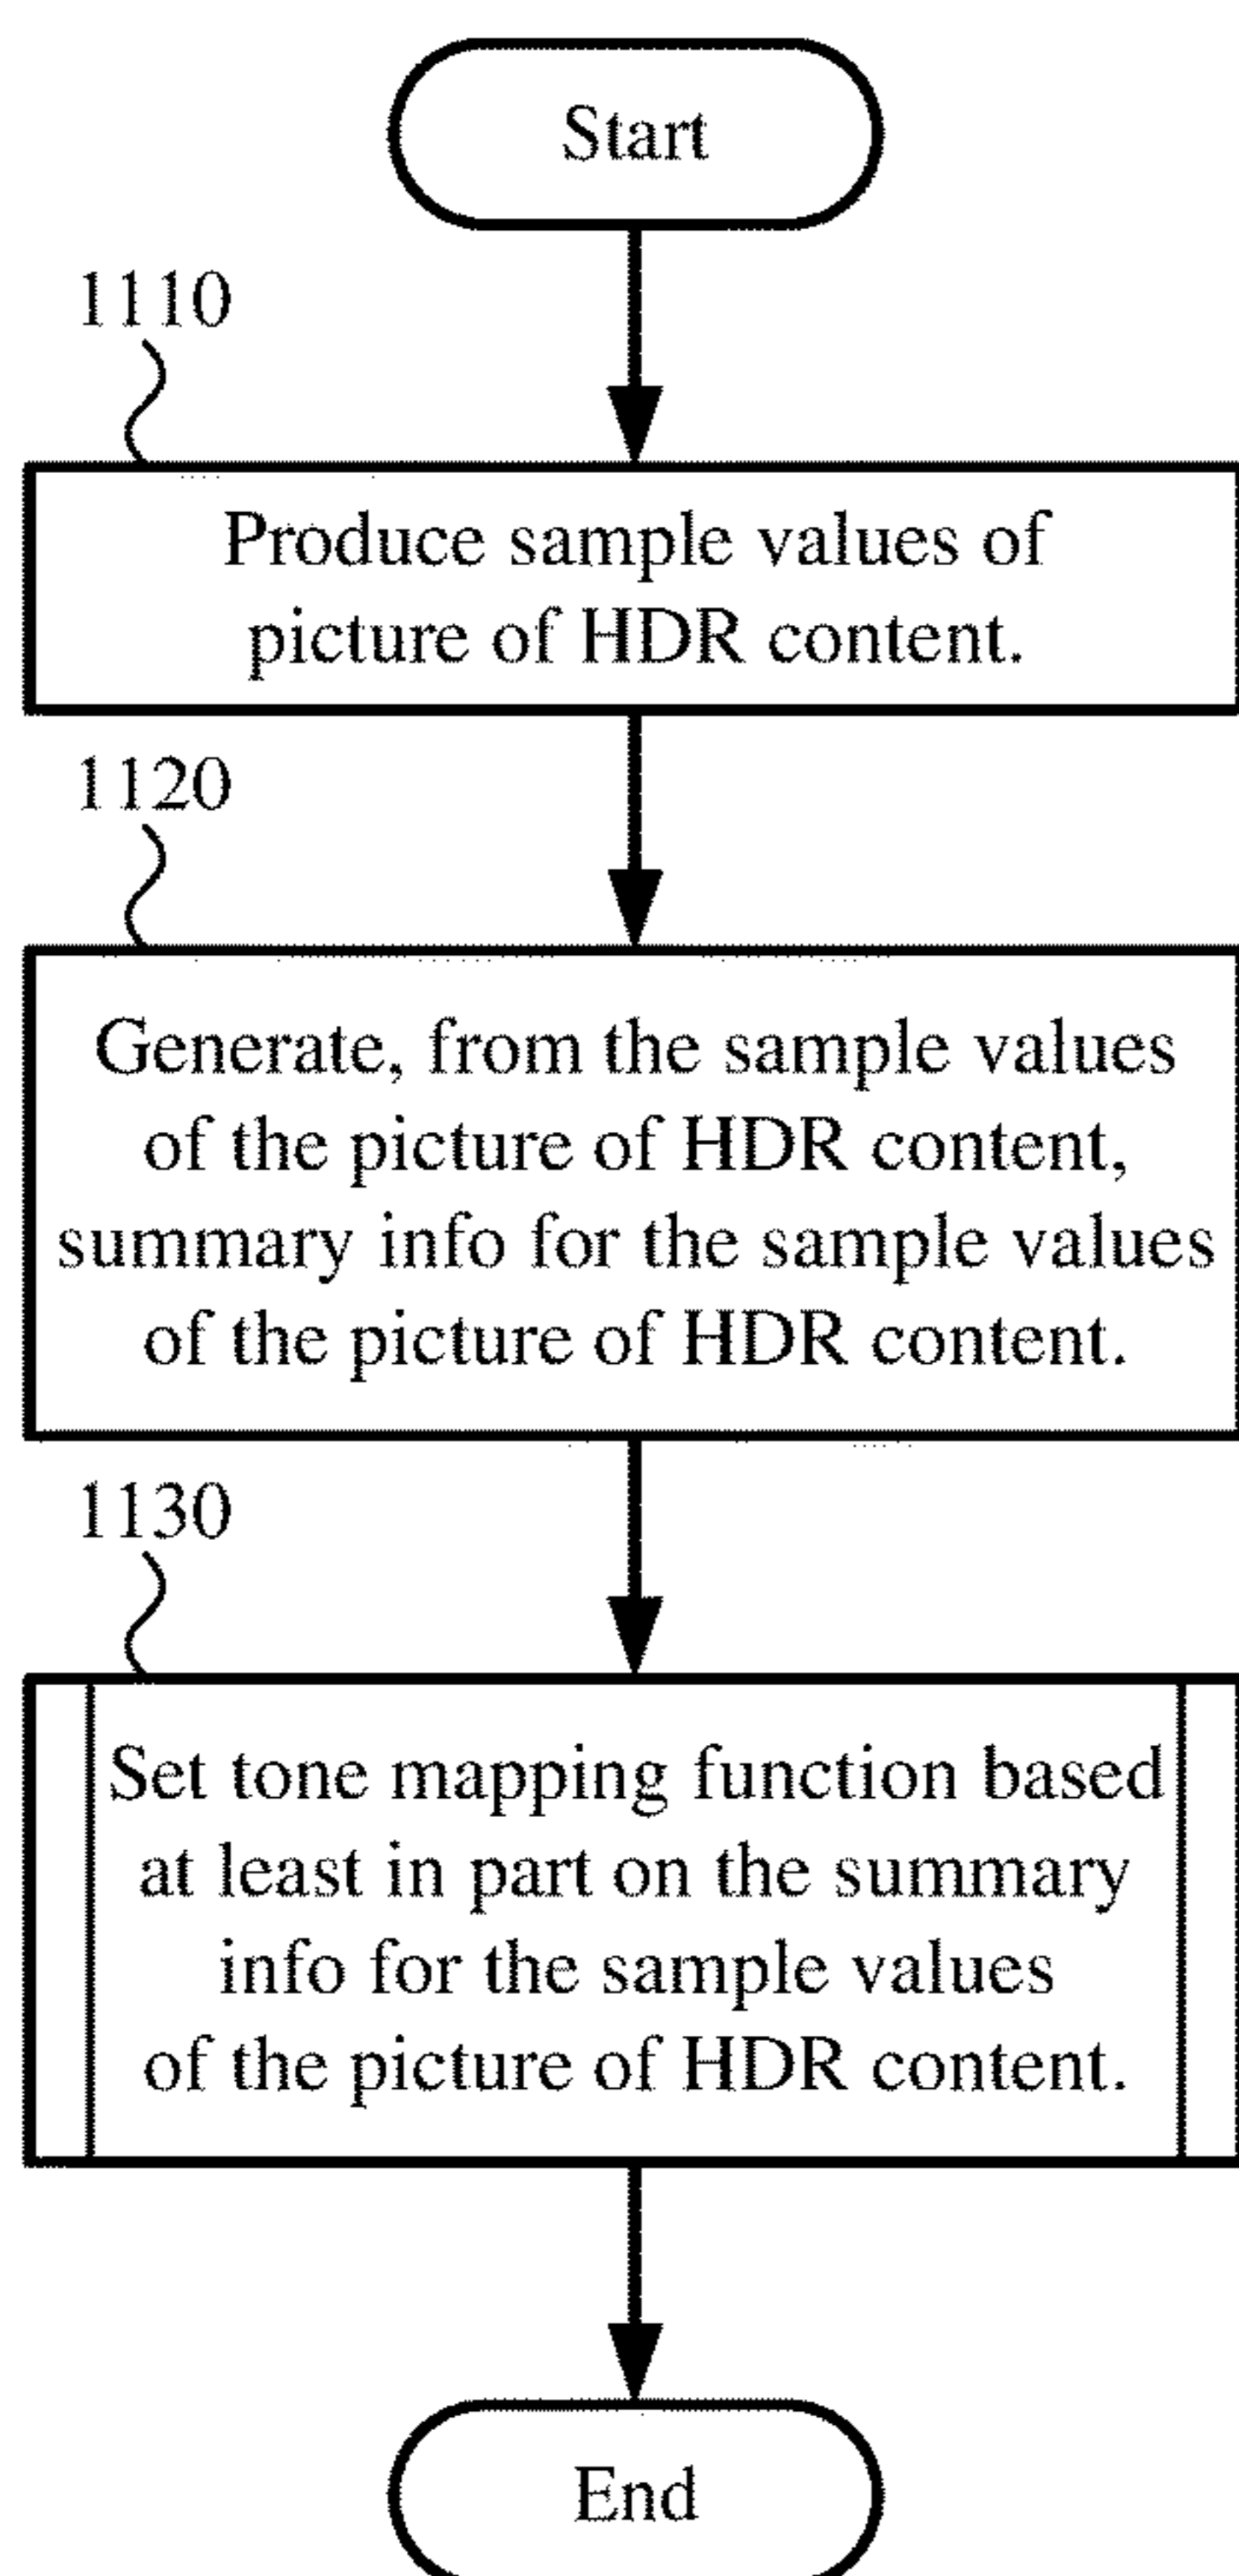 Start
1110
Produce sample values of
picture of HDR content.
1120
Generate, from the sample values
of the picture of HDR content,
summary info for the sample values
of the picture of HDR content.
1130
Set tone mapping function based
at least in part on the summary
info for the sample values
of the picture of HDR content.
End